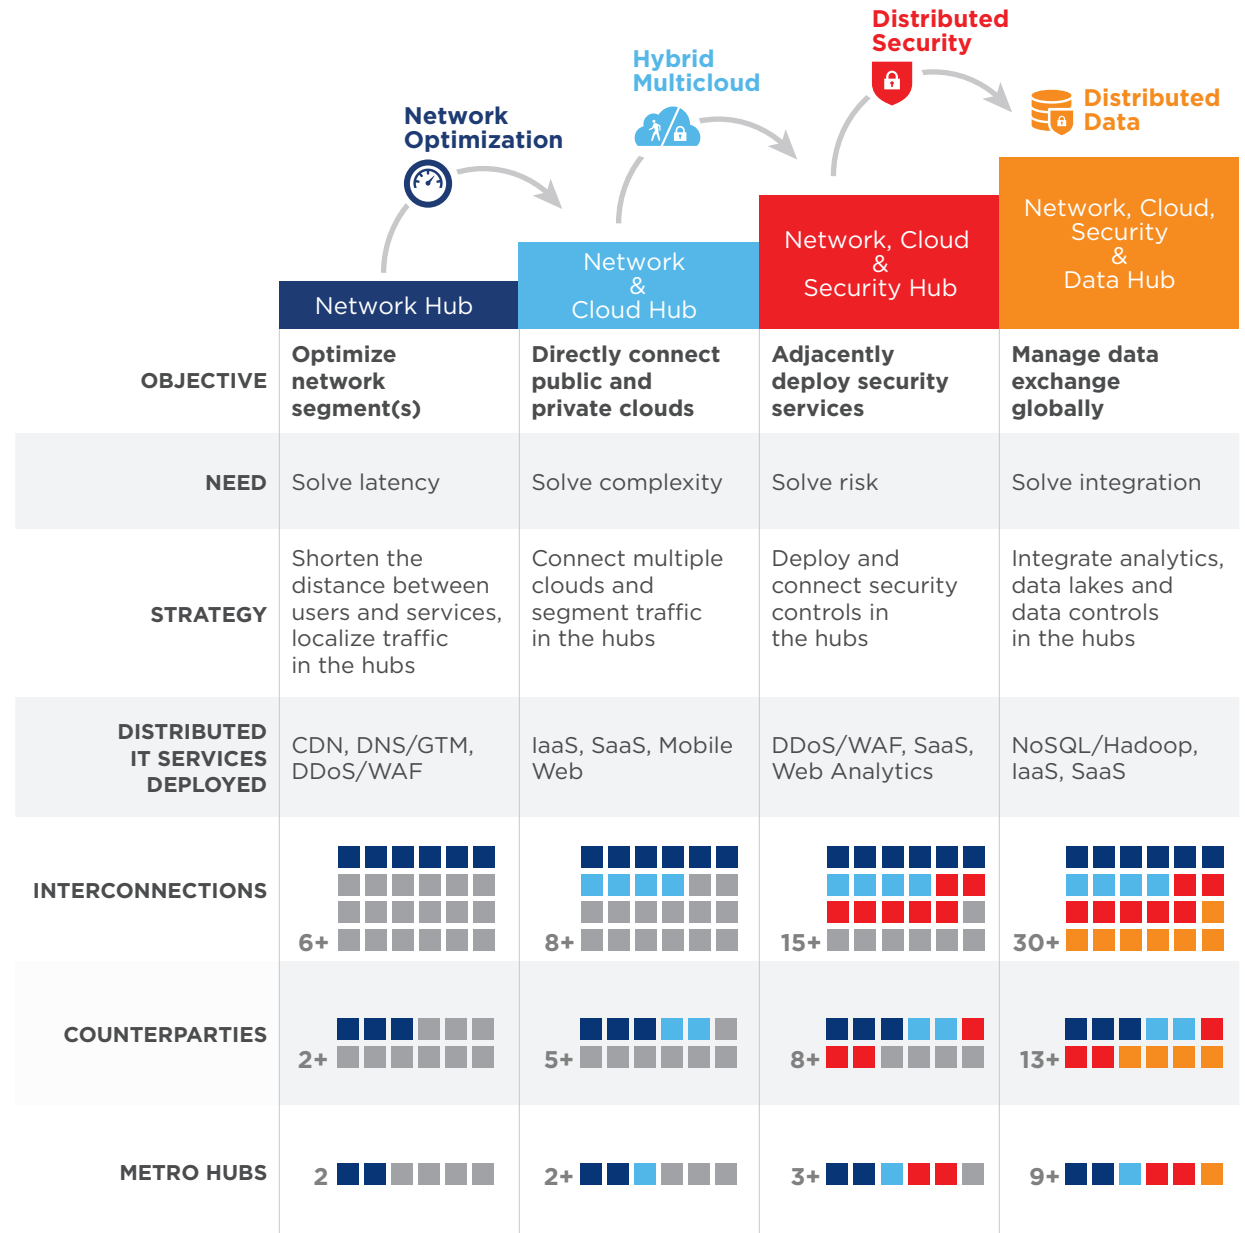 Distributed
Security
Hybrid
Multicloud
Distributed
Data
Network
Optimization
Network Hub
Network
&
Cloud Hub
Network, Cloud
&
Security Hub
Network, Cloud,
Security
&
Data Hub
OBJECTIVE
Optimize
network
segment(s)
Directly connect
public and
private clouds
Adjacently
deploy security
services
Manage data
exchange
globally
NEED
Solve latency
Solve complexity
Solve risk
Solve integration
STRATEGY
Shorten the
distance between
users and services,
localize traffic
in the hubs
Connect multiple
clouds and
segment traffic
in the hubs
Deploy and
connect security
controls in
the hubs
Integrate analytics,
data lakes and
data controls
in the hubs
DISTRIBUTED
IT SERVICES
DEPLOYED
CDN, DNS/GTM,
DDoS/WAF
IaaS, SaaS, Mobile
Web
DDoS/WAF, SaaS,
Web Analytics
NoSQL/Hadoop,
IaaS, SaaS
INTERCONNECTIONS
6+
8+
15+
30+
COUNTERPARTIES
2+
5+
8+
13+
METRO HUBS
2
2+
3+
9+